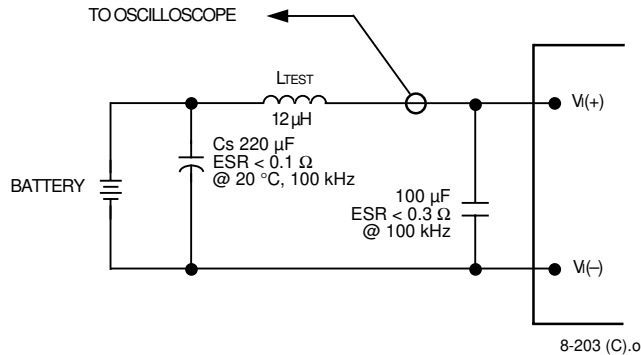 TO OSCILLOSCOPE
LTEST
12 µH
VI(+)
Cs 220 µF
ESR < 0.1 Ω
@ 20 °C, 100 kHz
BATTERY
100 µF
ESR < 0.3 Ω
@ 100 kHz
VI(–)
8-203 (C).o